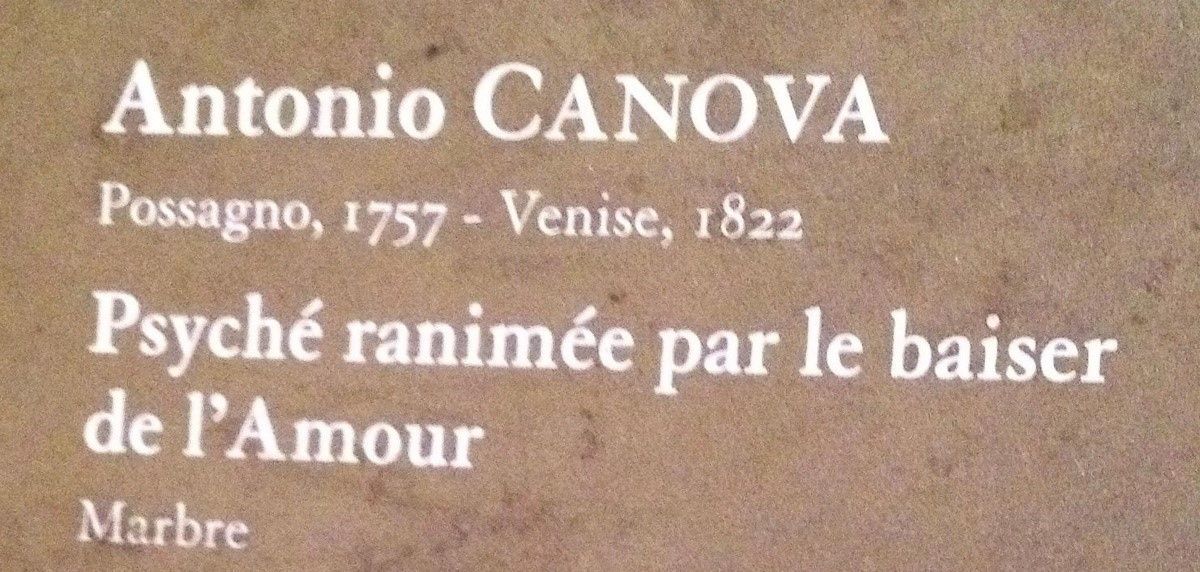 Antonio CANOVA
Possagno, 1757 - Venise, 1822
Psyché ranimée par le baiser
de l'Amour
Marbre